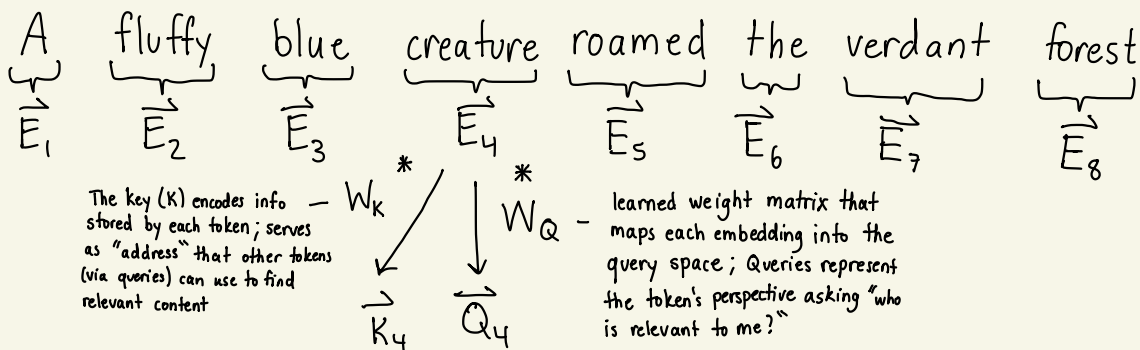 A fluffy blue creature roamed the verdant forest
E₁ E₂ E₃ E₄ E₅ E₆ E₇ E₈
* *
The key (K) encodes info
stored by each token; serves
as "address" that other tokens
(via queries) can use to find
relevant content
— W_K
W_Q –
learned weight matrix that
maps each embedding into the
query space; Queries represent
the token's perspective asking "who
is relevant to me?"
K₄ Q₄